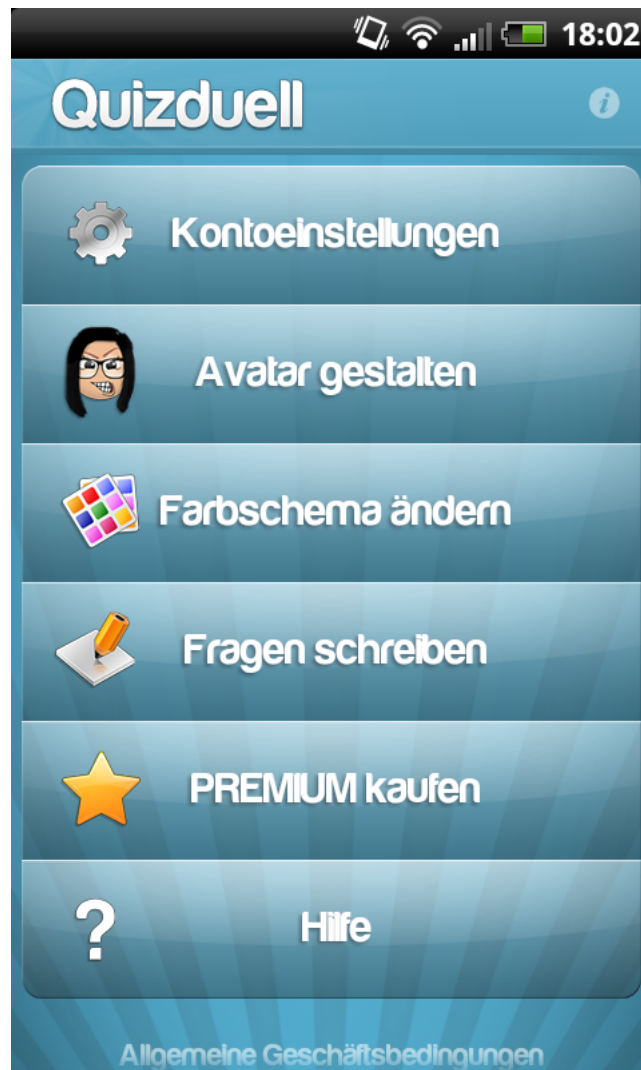 18:02
Quizduell
i
Kontoeinstellungen
Avatar gestalten
Farbschema ändern
Fragen schreiben
PREMIUM kaufen
?
Hilfe
Allgemeine Geschäftsbedingungen